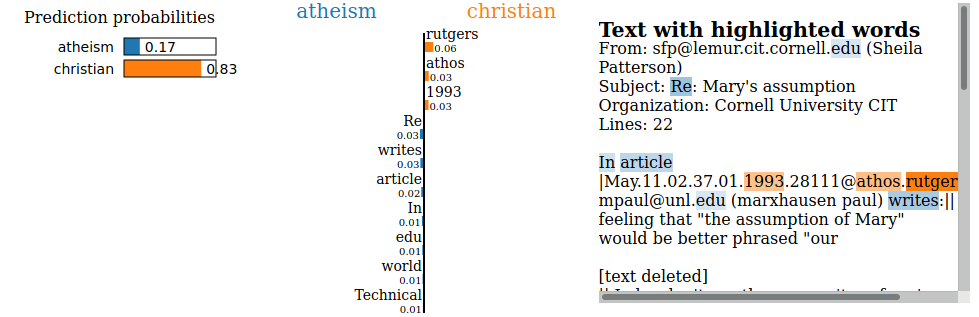 Prediction probabilities
atheism 0.17
christian 0.83
atheism christian
rutgers
0.06
athos
0.03
1993
0.03
Re
0.03
writes
0.03
article
0.02
In
0.01
edu
0.01
world
0.01
Technical
0.01
Text with highlighted words
From: sfp@lemur.cit.cornell.edu (Sheila
Patterson)
Subject: Re: Mary's assumption
Organization: Cornell University CIT
Lines: 22
In article
|May.11.02.37.01.1993.28111@athos.rutger
mpaul@unl.edu (marxhausen paul) writes:||
feeling that "the assumption of Mary"
would be better phrased "our
[text deleted]